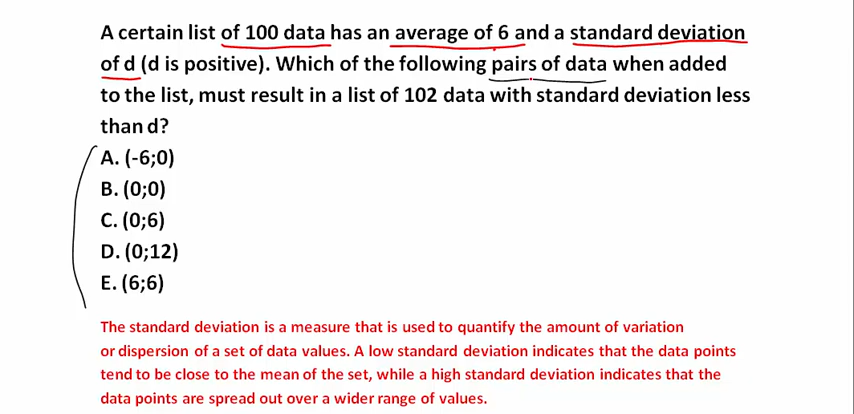 A certain list of 100 data has an average of 6 and a standard deviation
of d (d is positive). Which of the following pairs of data when added
to the list, must result in a list of 102 data with standard deviation less
than d?
A. (-6;0)
B. (0;0)
C. (0;6)
D. (0;12)
E. (6;6)
The standard deviation is a measure that is used to quantify the amount of variation
or dispersion of a set of data values. A low standard deviation indicates that the data points
tend to be close to the mean of the set, while a high standard deviation indicates that the
data points are spread out over a wider range of values.